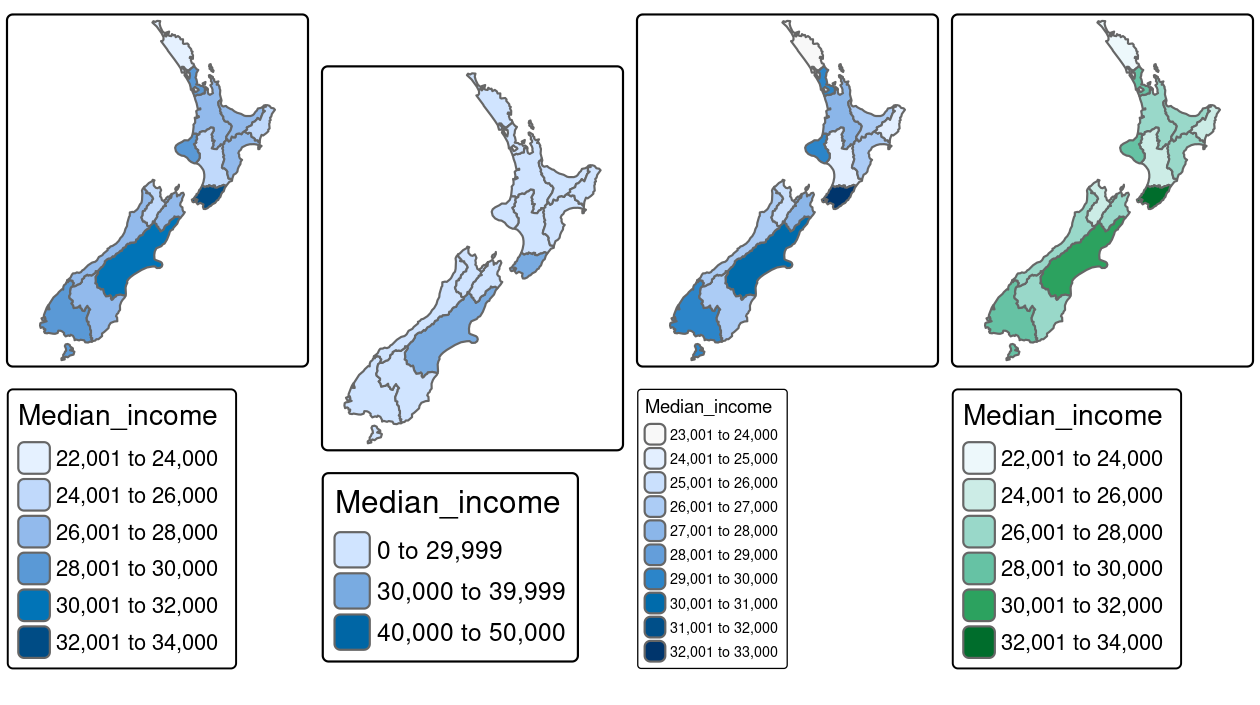 Median_income
22,001 to 24,000
24,001 to 26,000
26,001 to 28,000
28,001 to 30,000
30,001 to 32,000
32,001 to 34,000
Median_income
0 to 29,999
30,000 to 39,999
40,000 to 50,000
Median_income
23,001 to 24,000
24,001 to 25,000
25,001 to 26,000
26,001 to 27,000
27,001 to 28,000
28,001 to 29,000
29,001 to 30,000
30,001 to 31,000
31,001 to 32,000
32,001 to 33,000
Median_income
22,001 to 24,000
24,001 to 26,000
26,001 to 28,000
28,001 to 30,000
30,001 to 32,000
32,001 to 34,000